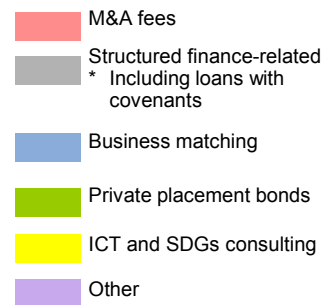 M&A fees
Structured finance-related
* Including loans with
covenants
Business matching
Private placement bonds
ICT and SDGs consulting
Other